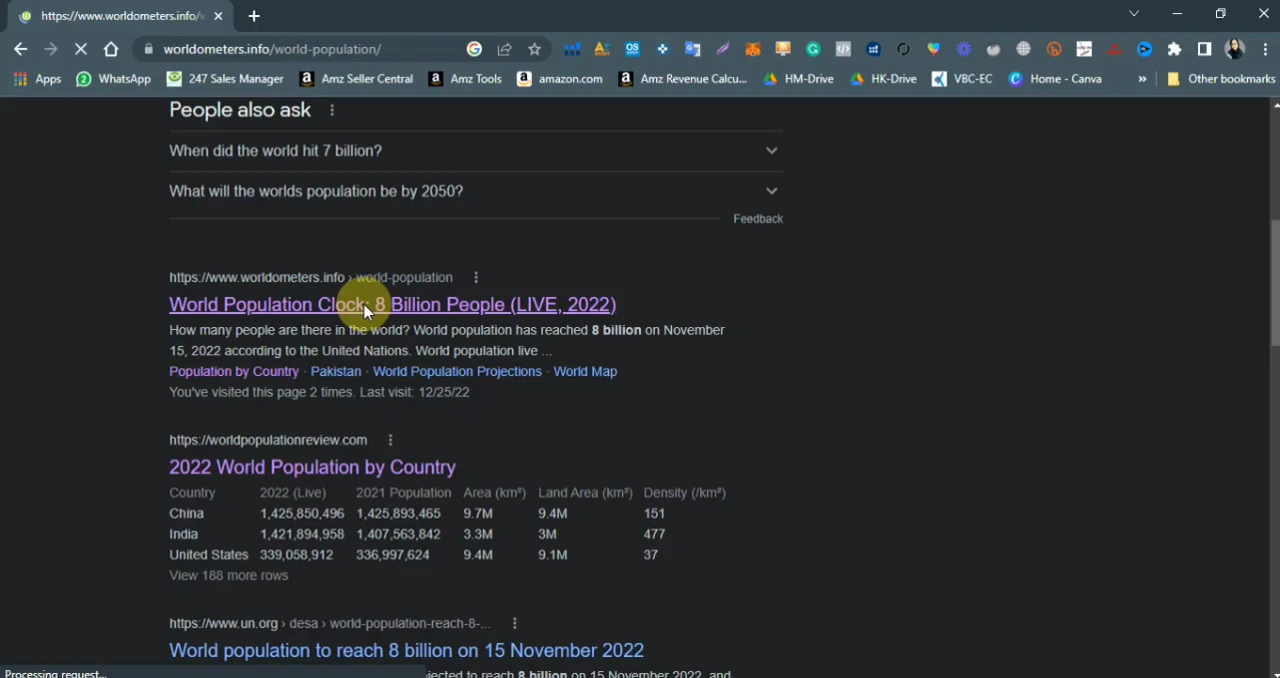 https://www.worldometers.info/
worldometers.info/world-population/
Apps WhatsApp 247 Sales Manager Amz Seller Central Amz Tools amazon.com Amz Revenue Calcu... HM-Drive HK-Drive VBC-EC Home - Canva » Other bookmarks
People also ask
When did the world hit 7 billion?
What will the worlds population be by 2050?
Feedback
https://www.worldometers.info › world-population
World Population Clock: 8 Billion People (LIVE, 2022)
How many people are there in the world? World population has reached 8 billion on November
15, 2022 according to the United Nations. World population live ...
Population by Country · Pakistan · World Population Projections · World Map
You've visited this page 2 times. Last visit: 12/25/22
https://worldpopulationreview.com
2022 World Population by Country
Country 2022 (Live) 2021 Population Area (km²) Land Area (km²) Density (/km²)
China 1,425,850,496 1,425,893,465 9.7M 9.4M 151
India 1,421,894,958 1,407,563,842 3.3M 3M 477
United States 339,058,912 336,997,624 9.4M 9.1M 37
View 188 more rows
https://www.un.org › desa › world-population-reach-8-...
World population to reach 8 billion on 15 November 2022
Processing request... jected to reach 8 billion on 15 November 2022, and